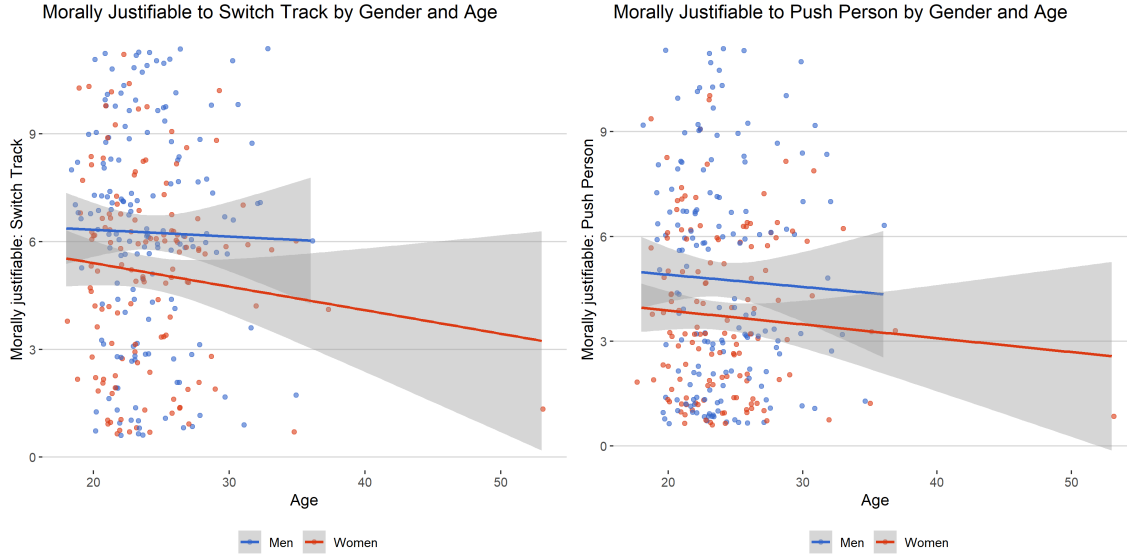 Morally Justifiable to Switch Track by Gender and Age
Morally justifiable: Switch Track
9
6
3
0
20
30
40
50
Age
Men
Women
Morally Justifiable to Push Person by Gender and Age
Morally justifiable: Push Person
9
6
3
0
20
30
40
50
Age
Men
Women